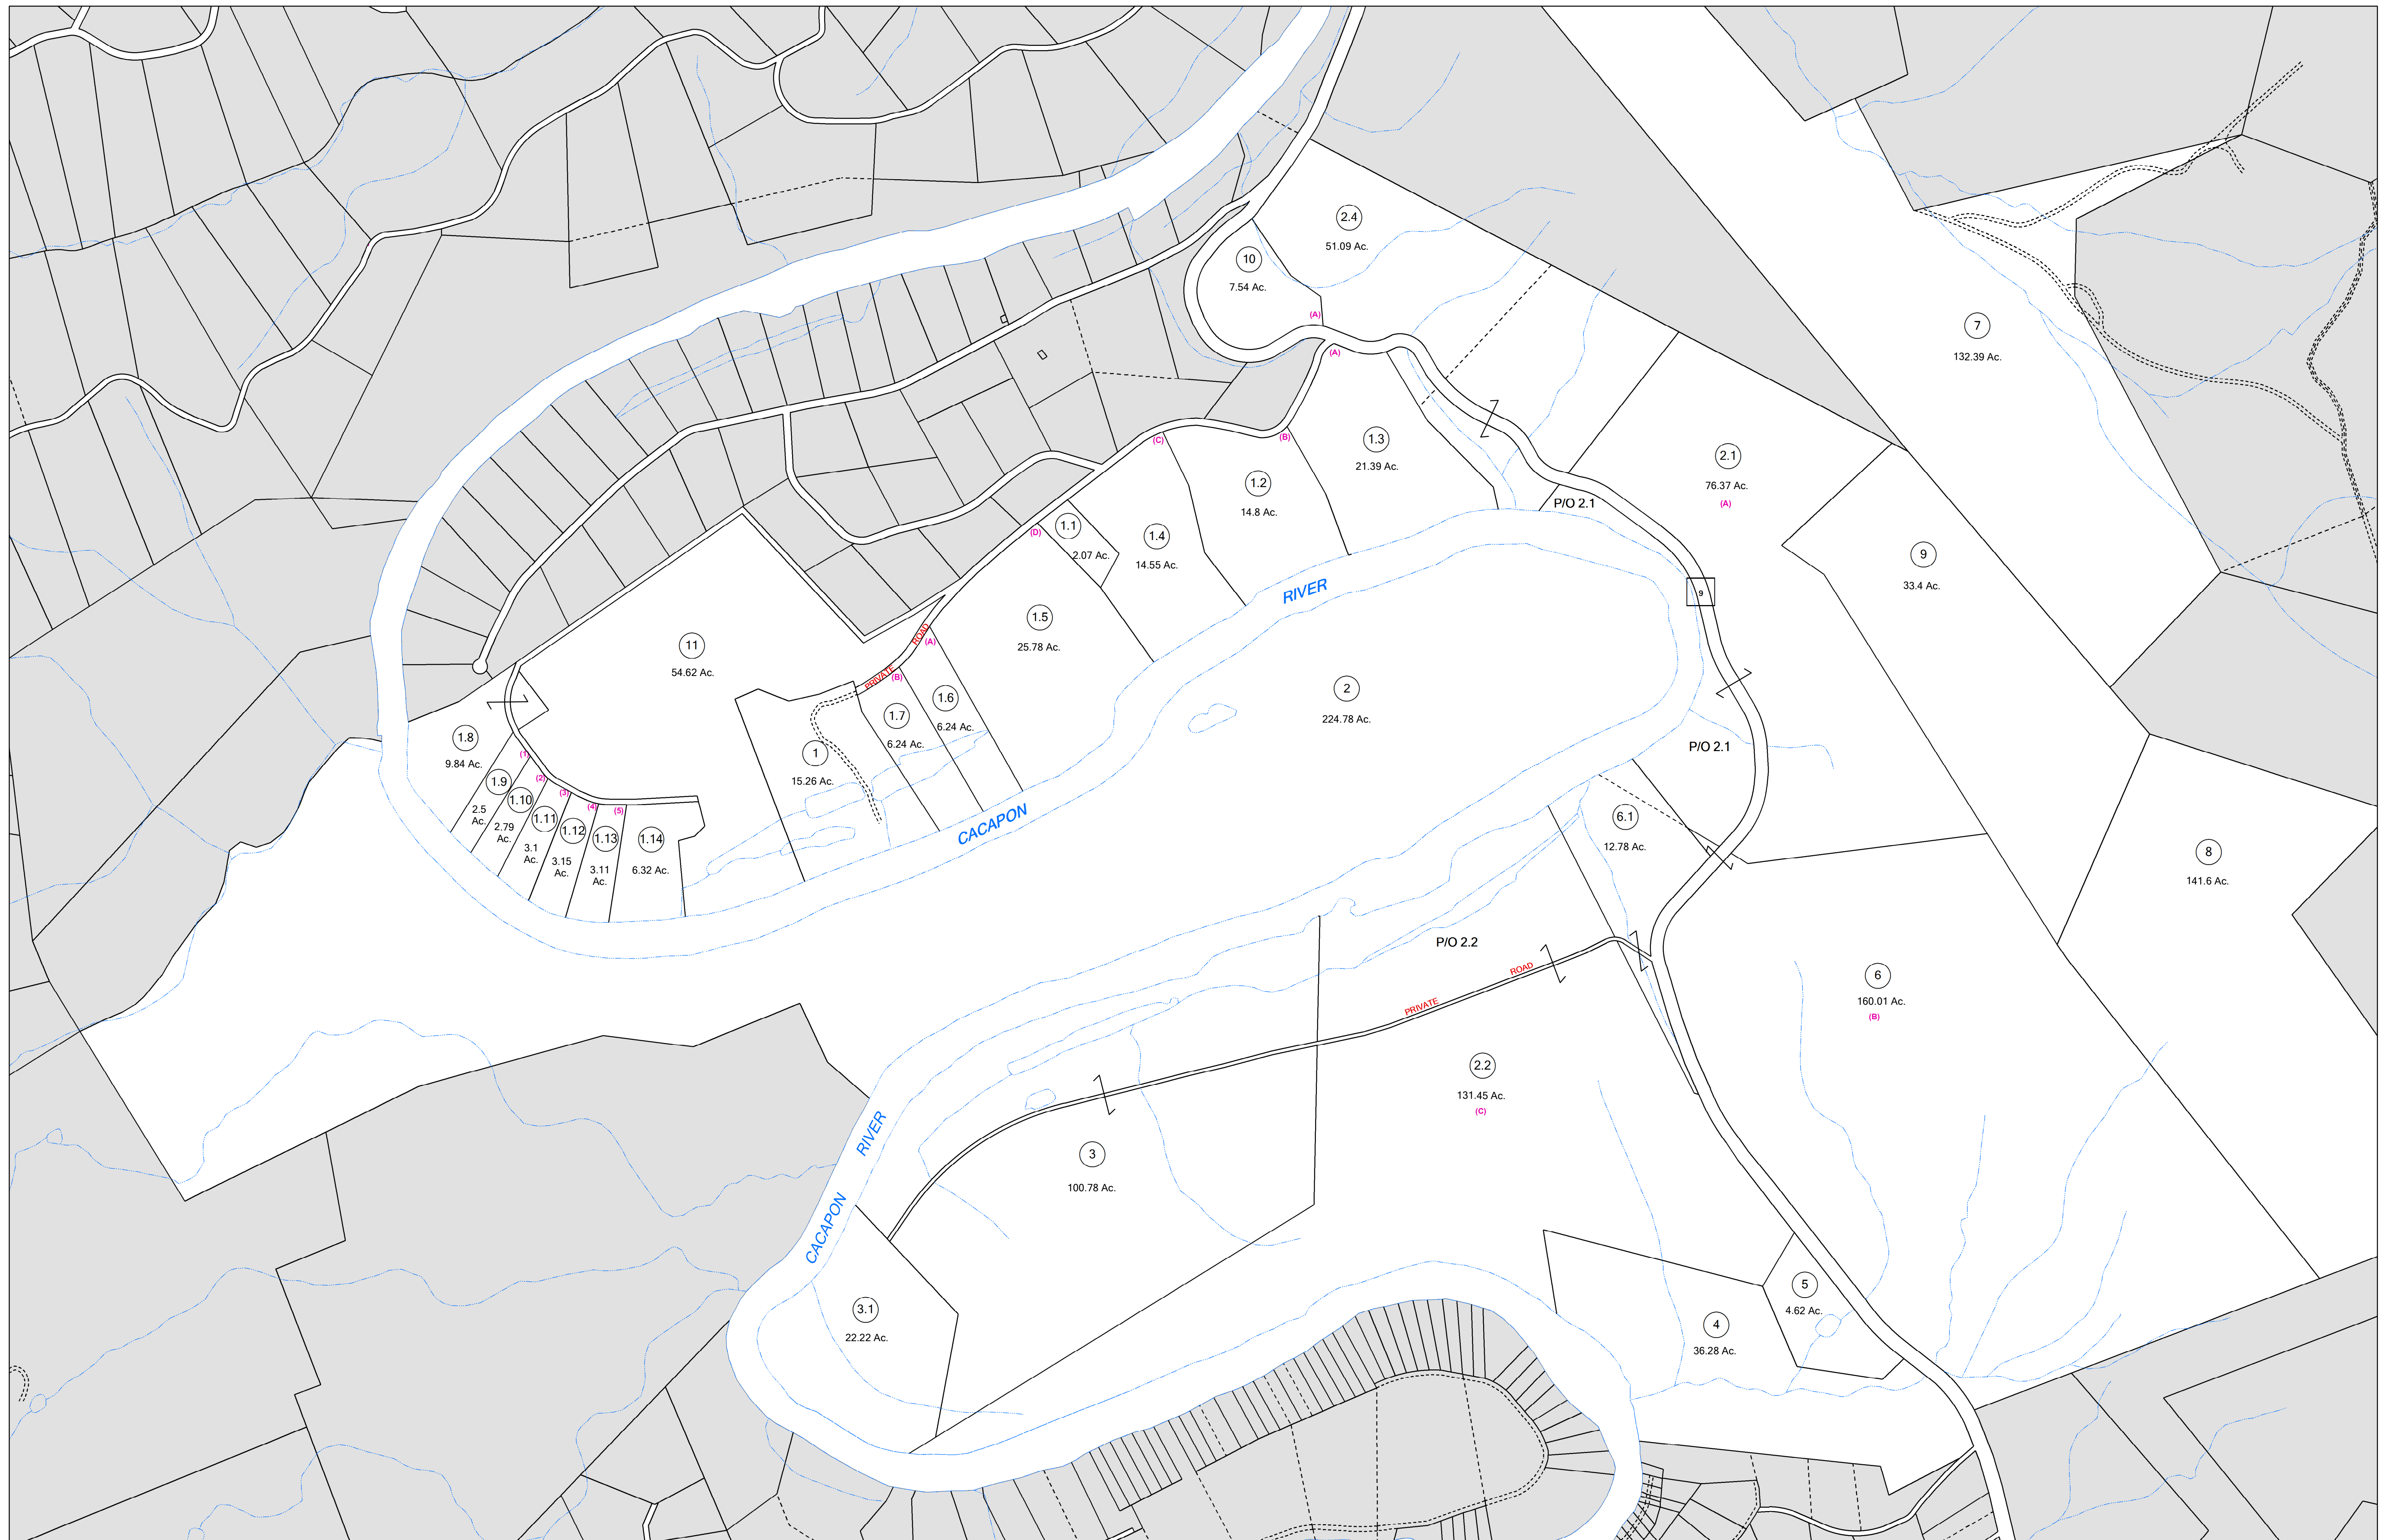 2.4
51.09 Ac.
10
7.54 Ac.
(A)
(A)
7
132.39 Ac.
(C)
(B)
1.3
21.39 Ac.
2.1
76.37 Ac.
(A)
1.2
14.8 Ac.
P/O 2.1
(D)
1.1
2.07 Ac.
1.4
14.55 Ac.
9
33.4 Ac.
RIVER
9
1.5
25.78 Ac.
11
54.62 Ac.
ROAD
(A)
PRIVATE
(B)
2
224.78 Ac.
1.6
6.24 Ac.
1.7
6.24 Ac.
1.8
9.84 Ac.
1
15.26 Ac.
P/O 2.1
(1)
(2)
(3)
(4)
(5)
1.9
2.5
Ac.
1.10
2.79
Ac.
1.11
3.1
Ac.
1.12
3.15
Ac.
1.13
3.11
Ac.
1.14
6.32 Ac.
CACAPON
6.1
12.78 Ac.
8
141.6 Ac.
P/O 2.2
ROAD
PRIVATE
6
160.01 Ac.
(B)
2.2
131.45 Ac.
(C)
RIVER
3
100.78 Ac.
CACAPON
3.1
22.22 Ac.
5
4.62 Ac.
4
36.28 Ac.